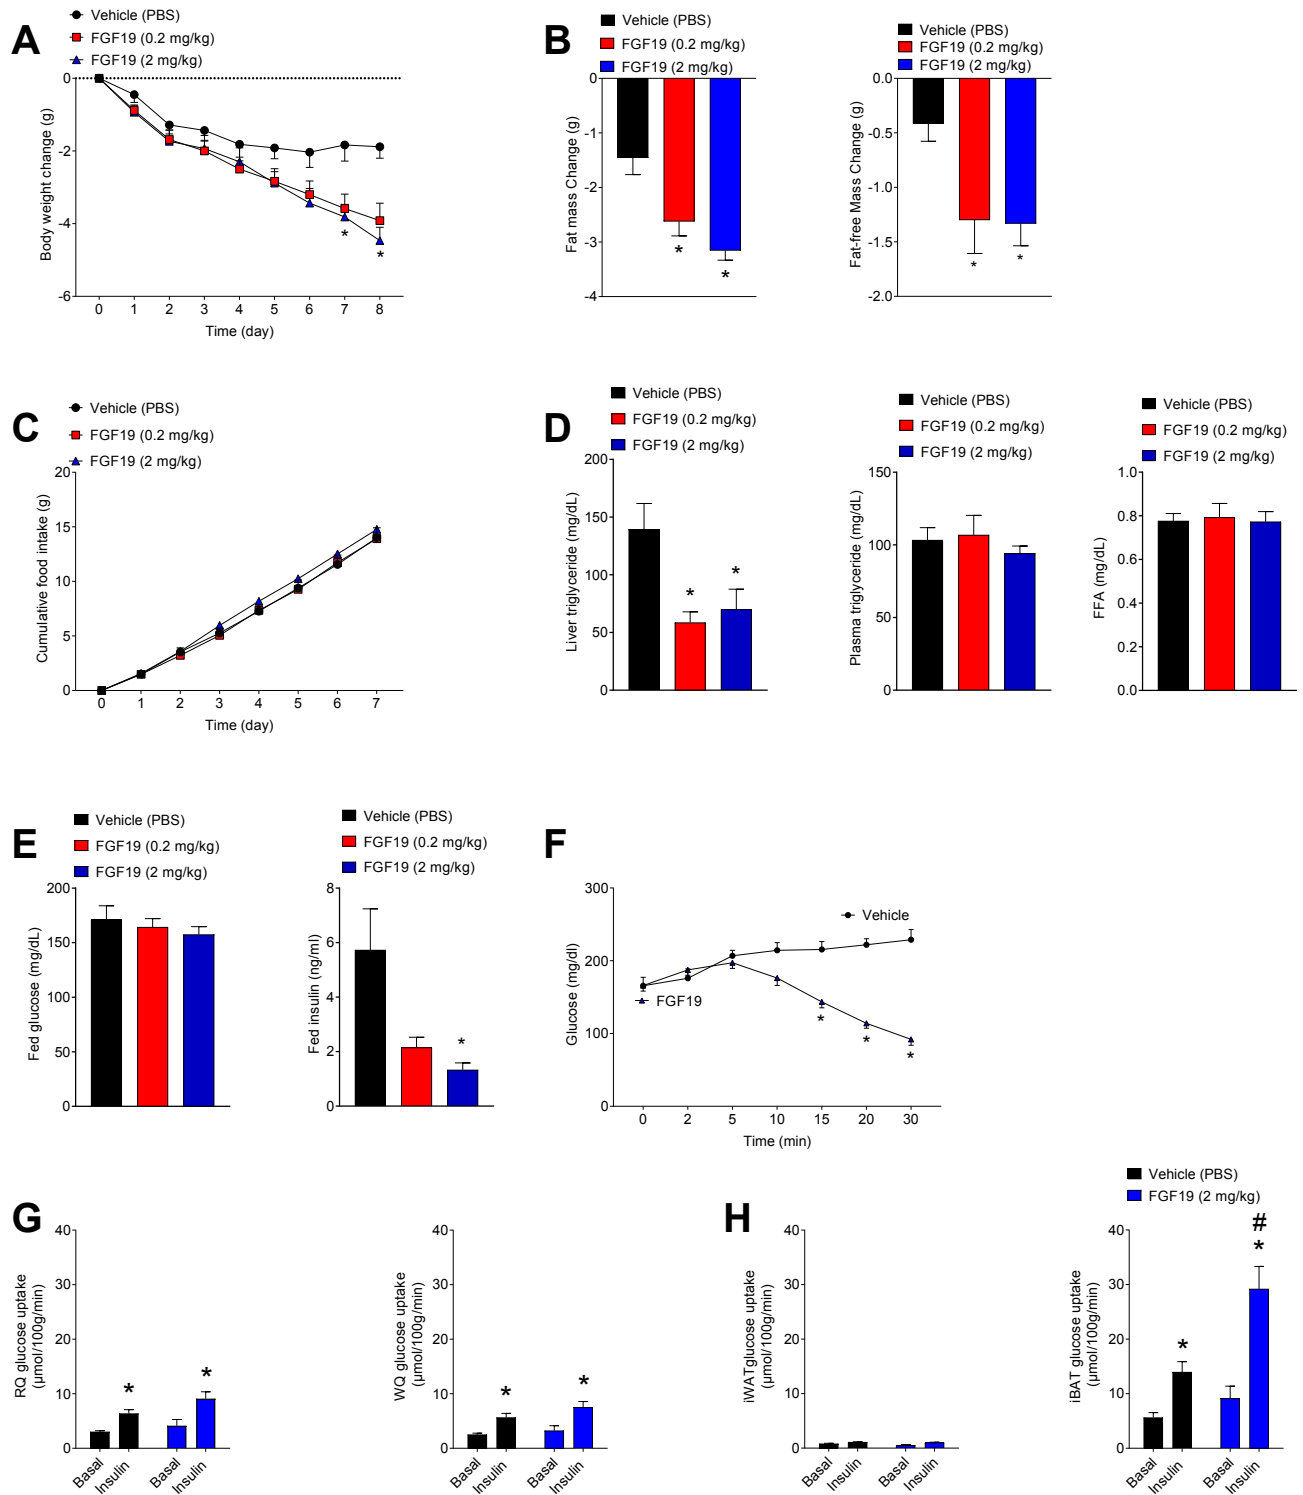 A
Vehicle (PBS)
FGF19 (0.2 mg/kg)
FGF19 (2 mg/kg)
Body weight change (g)
0
-2
-4
-6
*
*
0 1 2 3 4 5 6 7 8
Time (day)
B
Vehicle (PBS)
FGF19 (0.2 mg/kg)
FGF19 (2 mg/kg)
Fat mass Change (g)
0
-1
-2
-3
-4
*
*
Vehicle (PBS)
FGF19 (0.2 mg/kg)
FGF19 (2 mg/kg)
Fat-free Mass Change (g)
0.0
-0.5
-1.0
-1.5
-2.0
*
*
C
Vehicle (PBS)
FGF19 (0.2 mg/kg)
FGF19 (2 mg/kg)
Cumulative food intake (g)
20
15
10
5
0
0 1 2 3 4 5 6 7
Time (day)
D
Vehicle (PBS)
FGF19 (0.2 mg/kg)
FGF19 (2 mg/kg)
Liver triglyceride (mg/dL)
200
150
100
50
0
*
*
Vehicle (PBS)
FGF19 (0.2 mg/kg)
FGF19 (2 mg/kg)
Plasma triglyceride (mg/dL)
150
100
50
0
Vehicle (PBS)
FGF19 (0.2 mg/kg)
FGF19 (2 mg/kg)
FFA (mg/dL)
1.0
0.8
0.6
0.4
0.2
0.0
E
Vehicle (PBS)
FGF19 (0.2 mg/kg)
FGF19 (2 mg/kg)
Fed glucose (mg/dL)
200
150
100
50
0
Vehicle (PBS)
FGF19 (0.2 mg/kg)
FGF19 (2 mg/kg)
Fed insulin (ng/ml)
8
6
4
2
0
*
F
Glucose (mg/dl)
300
200
100
0
Vehicle
FGF19
*
*
*
0 2 5 10 15 20 30
Time (min)
G
RQ glucose uptake
(µmol/100g/min)
40
30
20
10
0
*
*
Basal Insulin Basal Insulin
WQ glucose uptake
(µmol/100g/min)
40
30
20
10
0
*
*
Basal Insulin Basal Insulin
H
iWATglucose uptake
(µmol/100g/min)
40
30
20
10
0
Basal Insulin Basal Insulin
Vehicle (PBS)
FGF19 (2 mg/kg)
iBAT glucose uptake
(µmol/100g/min)
40
30
20
10
0
*
#
*
Basal Insulin Basal Insulin